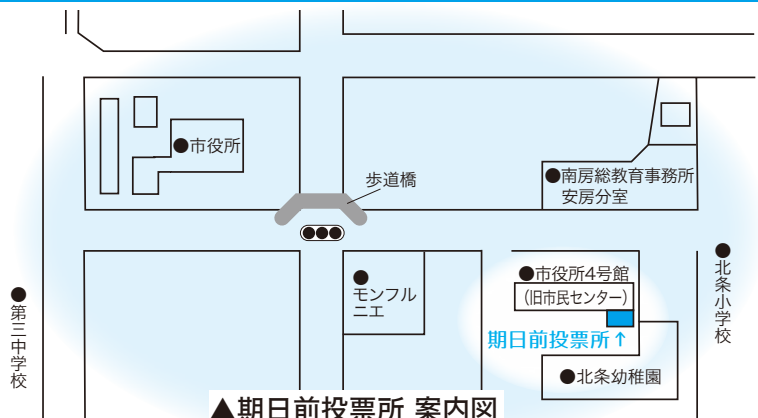 ●市役所
歩道橋
●南房総教育事務所
安房分室
●
モンフル
ニエ
●市役所4号館
(旧市民センター)
期日前投票所↑
●北条幼稚園
●北条小学校
●第三中学校
▲期日前投票所 案内図